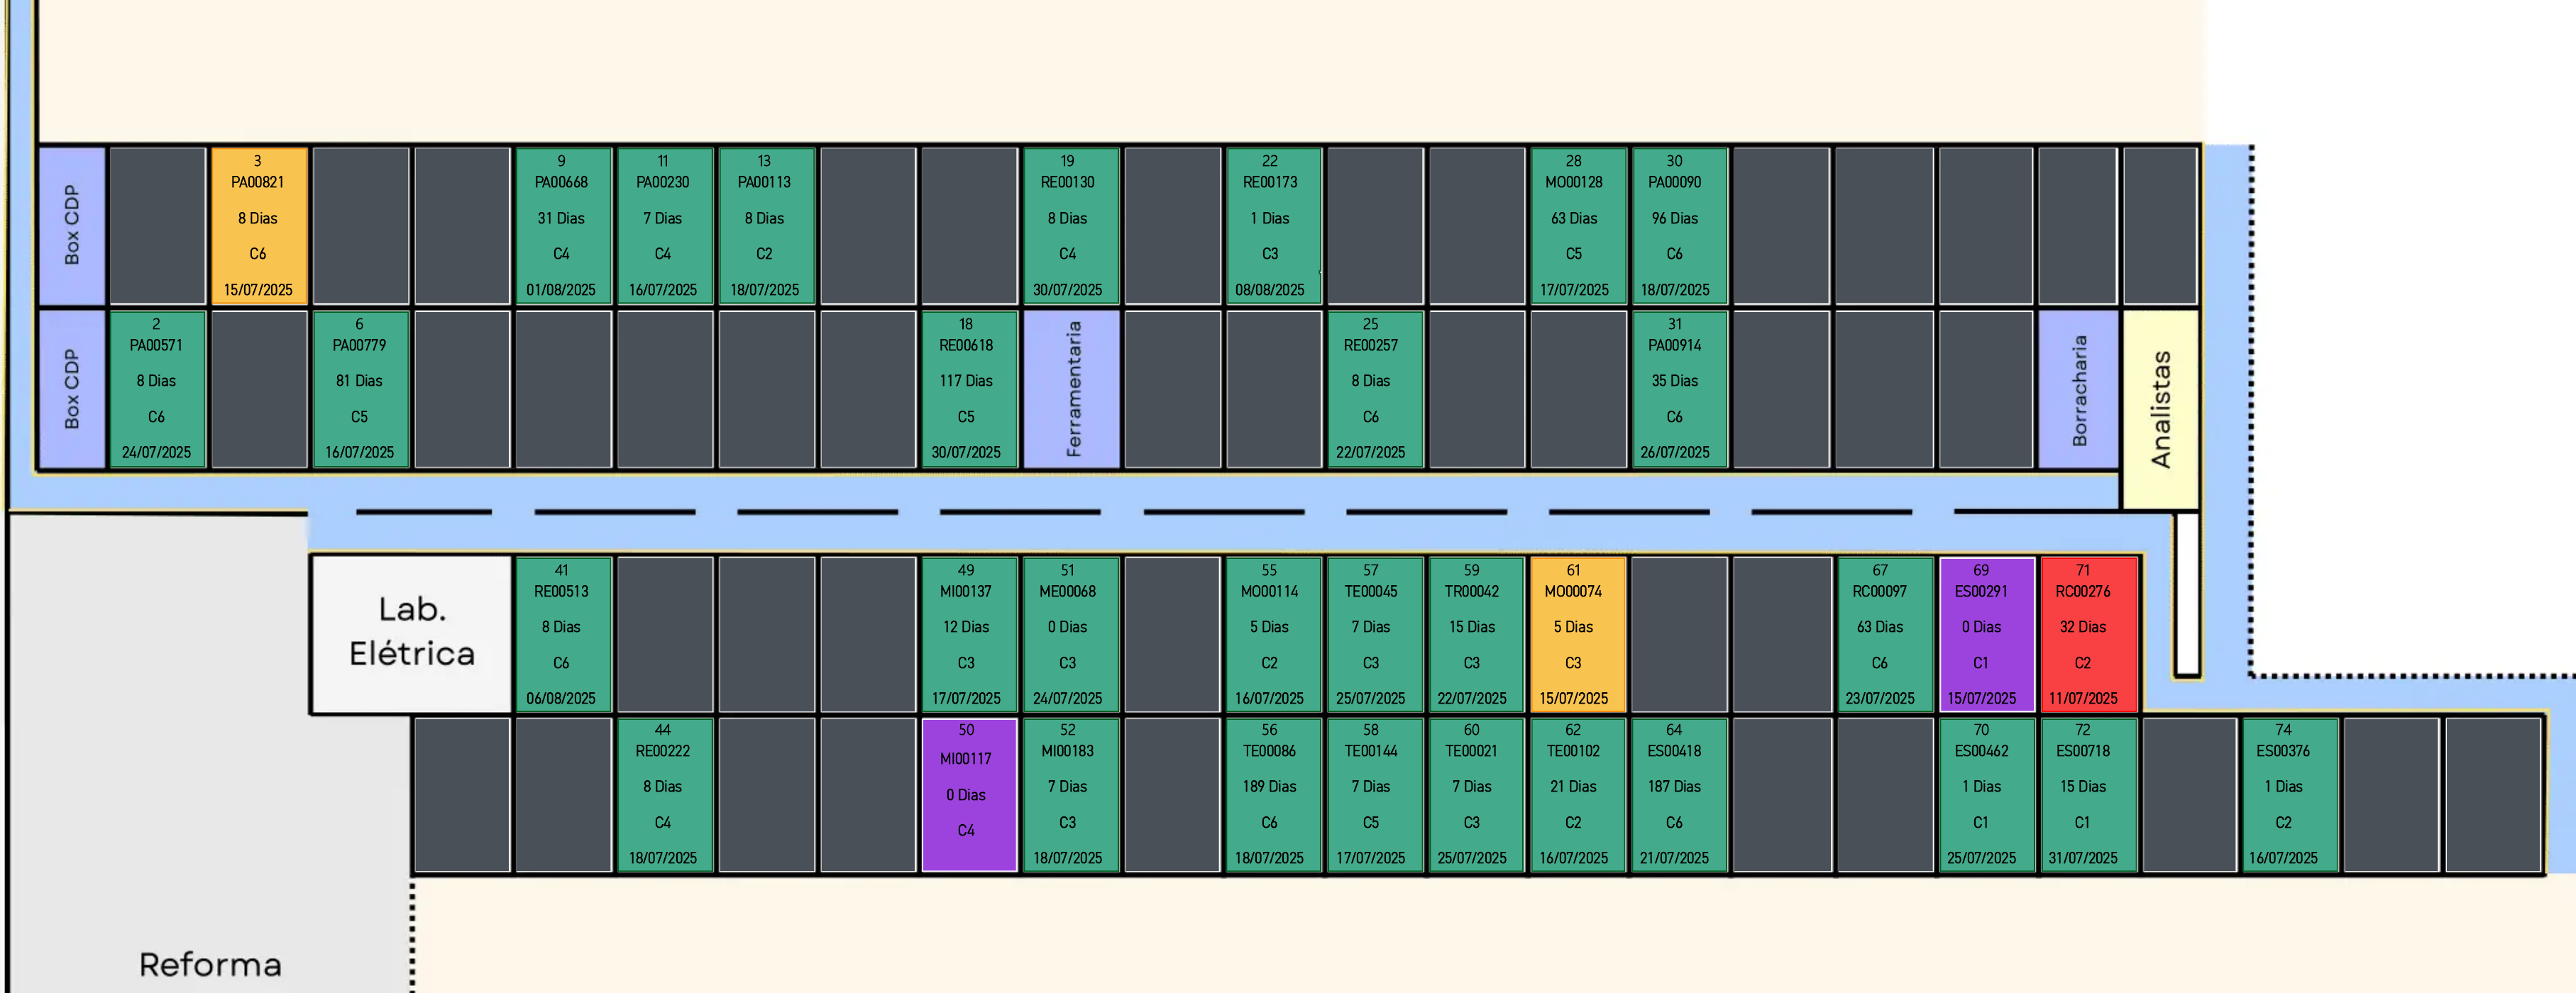 Box CDP
3
PA00821
8 Dias
C6
15/07/2025
9
PA00668
31 Dias
C4
01/08/2025
11
PA00230
7 Dias
C4
16/07/2025
13
PA00113
8 Dias
C2
18/07/2025
19
RE00130
8 Dias
C4
30/07/2025
22
RE00173
1 Dias
C3
08/08/2025
28
MO00128
63 Dias
C5
17/07/2025
30
PA00090
96 Dias
C6
18/07/2025
Box CDP
2
PA00571
8 Dias
C6
24/07/2025
6
PA00779
81 Dias
C5
16/07/2025
18
RE00618
117 Dias
C5
30/07/2025
Ferramentaria
25
RE00257
8 Dias
C6
22/07/2025
31
PA00914
35 Dias
C6
26/07/2025
Borracharia
Analistas
Lab.
Elétrica
41
RE00513
8 Dias
C6
06/08/2025
49
MI00137
12 Dias
C3
17/07/2025
51
ME00068
0 Dias
C3
24/07/2025
55
MO00114
5 Dias
C2
16/07/2025
57
TE00045
7 Dias
C3
25/07/2025
59
TR00042
15 Dias
C3
22/07/2025
61
MO00074
5 Dias
C3
15/07/2025
67
RC00097
63 Dias
C6
23/07/2025
69
ES00291
0 Dias
C1
15/07/2025
71
RC00276
32 Dias
C2
11/07/2025
44
RE00222
8 Dias
C4
18/07/2025
50
MI00117
0 Dias
C4
52
MI00183
7 Dias
C3
18/07/2025
56
TE00086
189 Dias
C6
18/07/2025
58
TE00144
7 Dias
C5
17/07/2025
60
TE00021
7 Dias
C3
25/07/2025
62
TE00102
21 Dias
C2
16/07/2025
64
ES00418
187 Dias
C6
21/07/2025
70
ES00462
1 Dias
C1
25/07/2025
72
ES00718
15 Dias
C1
31/07/2025
74
ES00376
1 Dias
C2
16/07/2025
Reforma